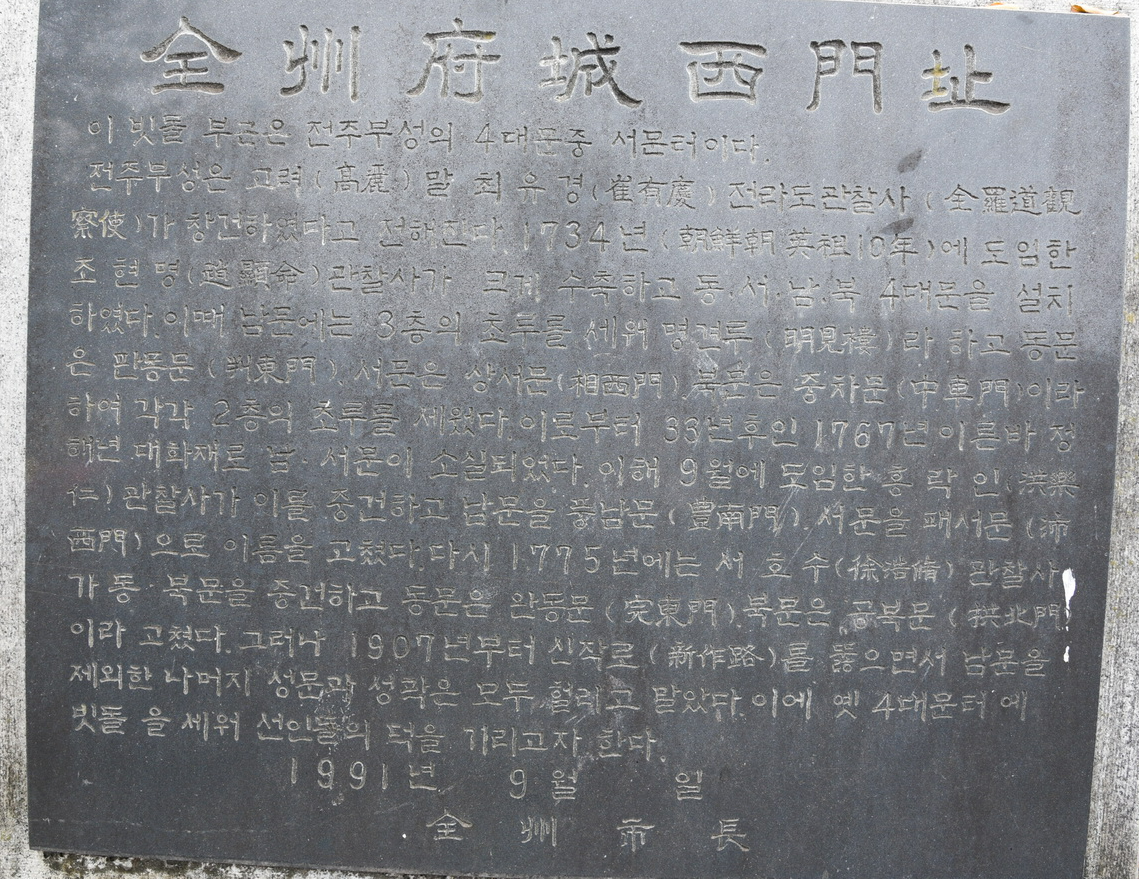 全州府城西門址
이 빗돌 부근은 전주부성의 4대문중 서문터이다.
전주부성은 고려(高麗) 말 최유경(崔有慶) 전라도관찰사 (全羅道觀
察使)가 창건하였다고 전해한다. 1734년 (朝鮮朝 英祖10年)에 도임한
조현명(趙顯命)관찰사가 크게 수축하고 동.서.남.북 4대문을 설치
하였다. 이때 남문에는 3층의 초루를 세워 명견루 (明見樓)라 하고 동문
은 판동문 (判東門), 서문은 상서문(相西門) 북문은 중차문(中車門)이라
하여 각각 2층의 초루를 세웠다. 이로부터 33년후인 1767년 이른바 정
해년 대화재로 남·서문이 소실되었다. 이해 9월에 도임한 홍락인(洪樂
仁)관찰사가 이를 중건하고 남문을 풍남문(豊南門). 서문을 패서문 (沛
西門)으로 이름을 고쳤다. 다시 1775년에는 서호수(徐浩脩) 관찰사
가 동·북문을 중건하고 동문을 완동문 (完東門). 북문은 공북문 (拱北門)
이라 고쳤다. 그러나 1907년부터 신작로(新作路)를 뚫으면서 남문을
제외한 나머지 성문과 성곽은 모두 헐리고 말았다. 이에 옛 4대문터에
빗돌을 세워 선인들의 덕을 기리고자 한다.
1991년 9월 일
全州市長